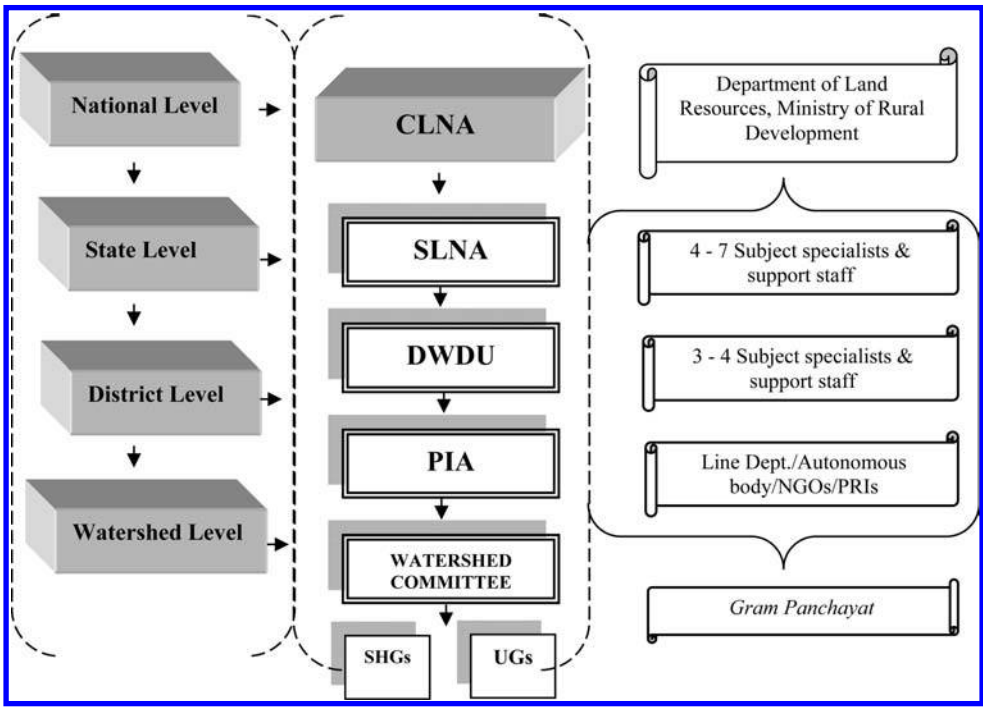 National Level
State Level
District Level
Watershed Level
CLNA
SLNA
DWDU
PIA
WATERSHED
COMMITTEE
SHGs
UGs
Department of Land
Resources, Ministry of Rural
Development
4 - 7 Subject specialists &
support staff
3 - 4 Subject specialists &
support staff
Line Dept./Autonomous
body/NGOs/PRIs
Gram Panchayat